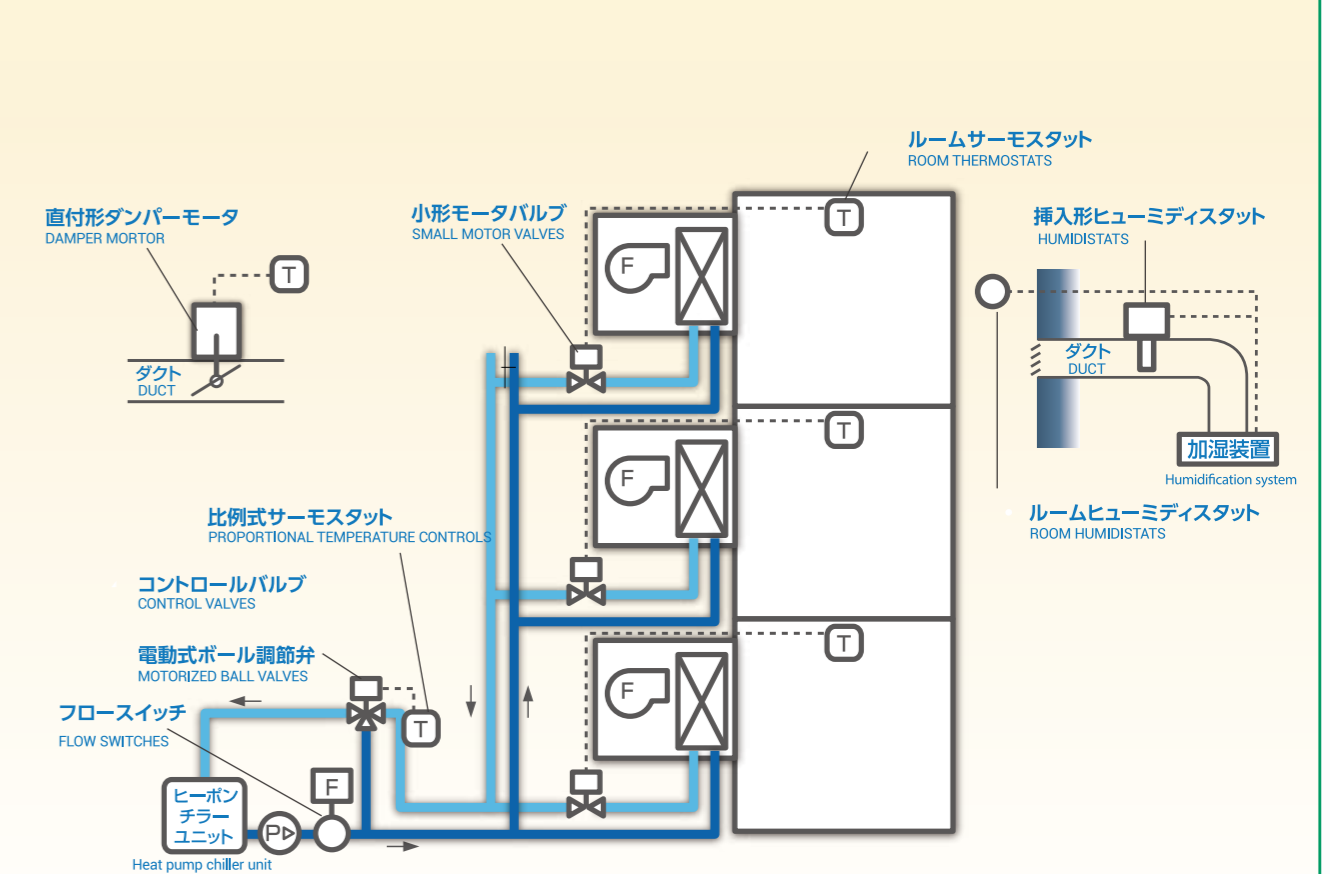 ルームサーモスタット
ROOM THERMOSTATS
直付形ダンパーモータ
DAMPER MORTOR
T
ダクト
DUCT
小形モータバルブ
SMALL MOTOR VALVES
F
T
挿入形ヒューミディスタット
HUMIDISTATS
ダクト
DUCT
加湿装置
Humidification system
ルームヒューミディスタット
ROOM HUMIDISTATS
F
T
比例式サーモスタット
PROPORTIONAL TEMPERATURE CONTROLS
コントロールバルブ
CONTROL VALVES
電動式ボール調節弁
MOTORIZED BALL VALVES
F
T
T
フロースイッチ
FLOW SWITCHES
F
P
ヒーポン
チラー
ユニット
Heat pump chiller unit